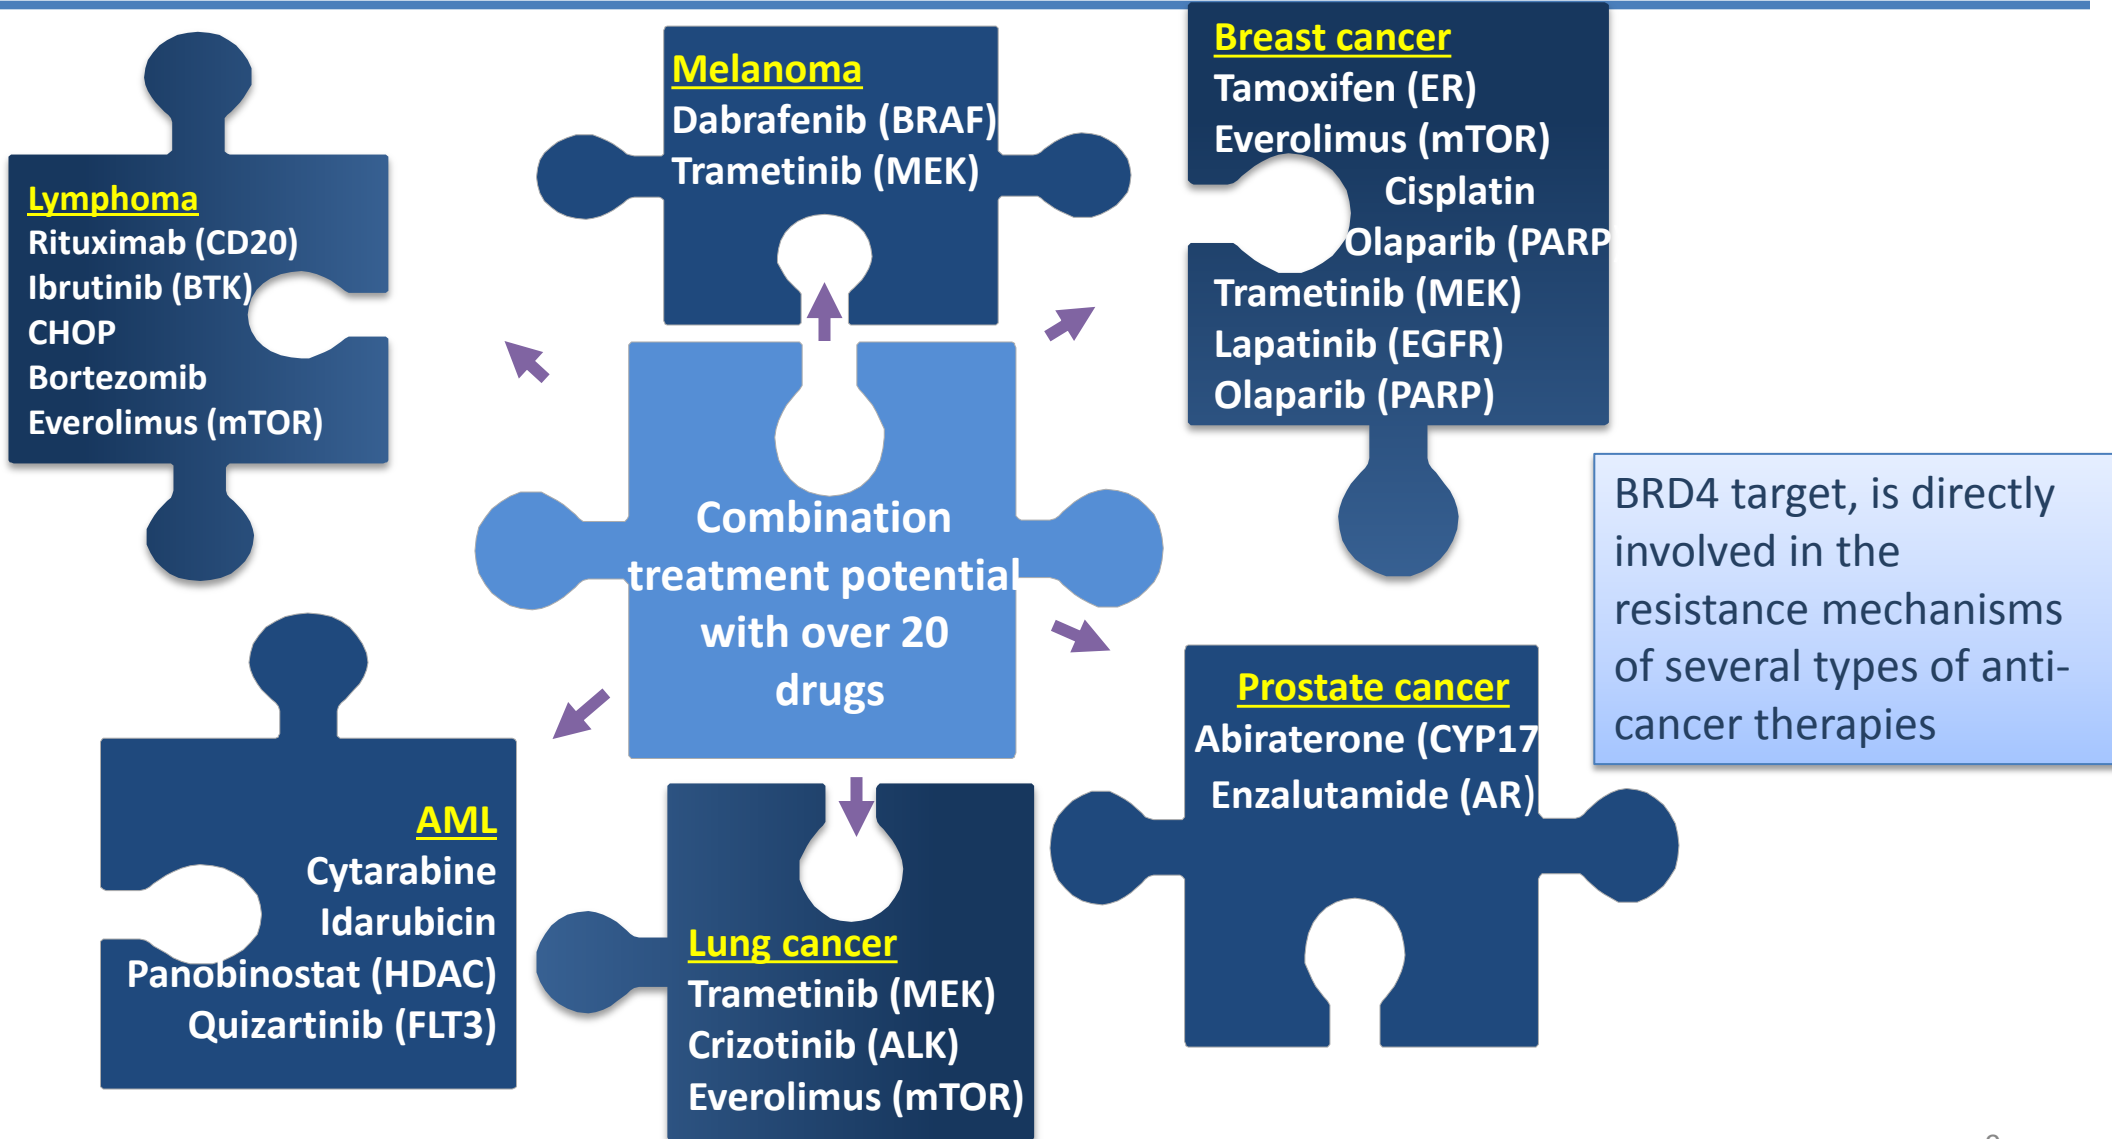 Lymphoma
Rituximab (CD20)
Ibrutinib (BTK)
CHOP
Bortezomib
Everolimus (mTOR)
Melanoma
Dabrafenib (BRAF)
Trametinib (MEK)
Breast cancer
Tamoxifen (ER)
Everolimus (mTOR)
Cisplatin
Olaparib (PARP
Trametinib (MEK)
Lapatinib (EGFR)
Olaparib (PARP)
Combination
treatment potential
with over 20
drugs
BRD4 target, is directly
involved in the
resistance mechanisms
of several types of anti-
cancer therapies
AML
Cytarabine
Idarubicin
Panobinostat (HDAC)
Quizartinib (FLT3)
Lung cancer
Trametinib (MEK)
Crizotinib (ALK)
Everolimus (mTOR)
Prostate cancer
Abiraterone (CYP17
Enzalutamide (AR)